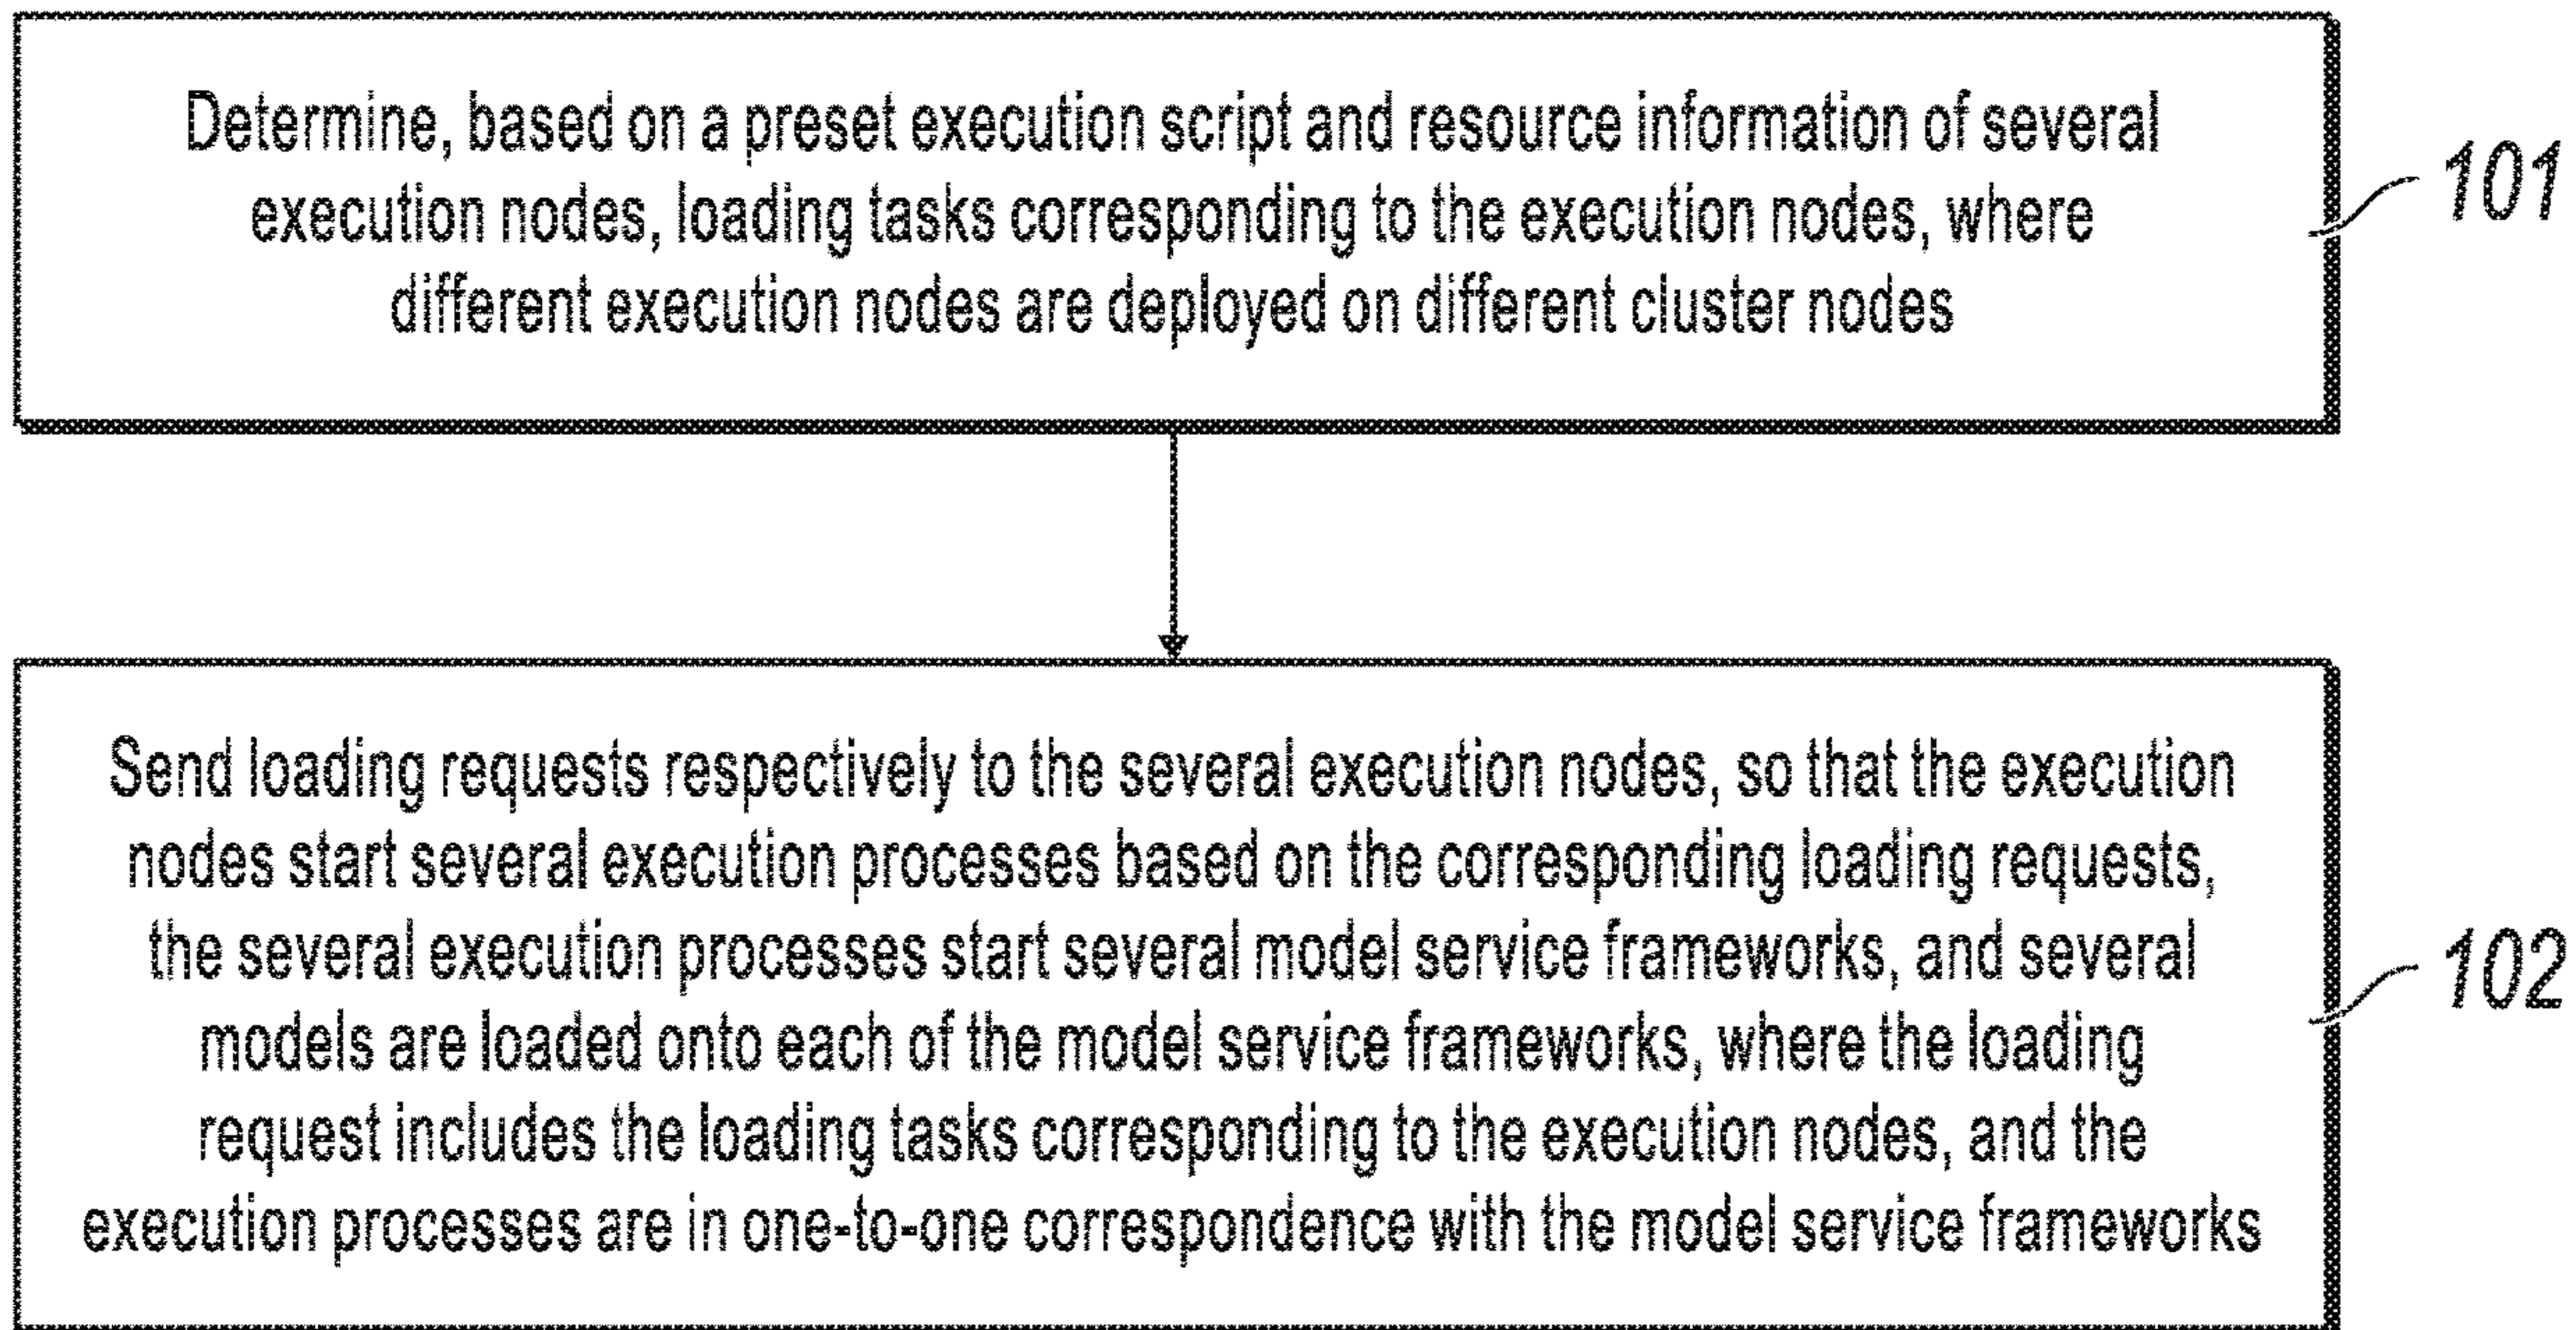 Determine, based on a preset execution script and resource information of several
execution nodes, loading tasks corresponding to the execution nodes, where
different execution nodes are deployed on different cluster nodes
101
Send loading requests respectively to the several execution nodes, so that the execution
nodes start several execution processes based on the corresponding loading requests,
the several execution processes start several model service frameworks, and several
models are loaded onto each of the model service frameworks, where the loading
request includes the loading tasks corresponding to the execution nodes, and the
execution processes are in one-to-one correspondence with the model service frameworks
102